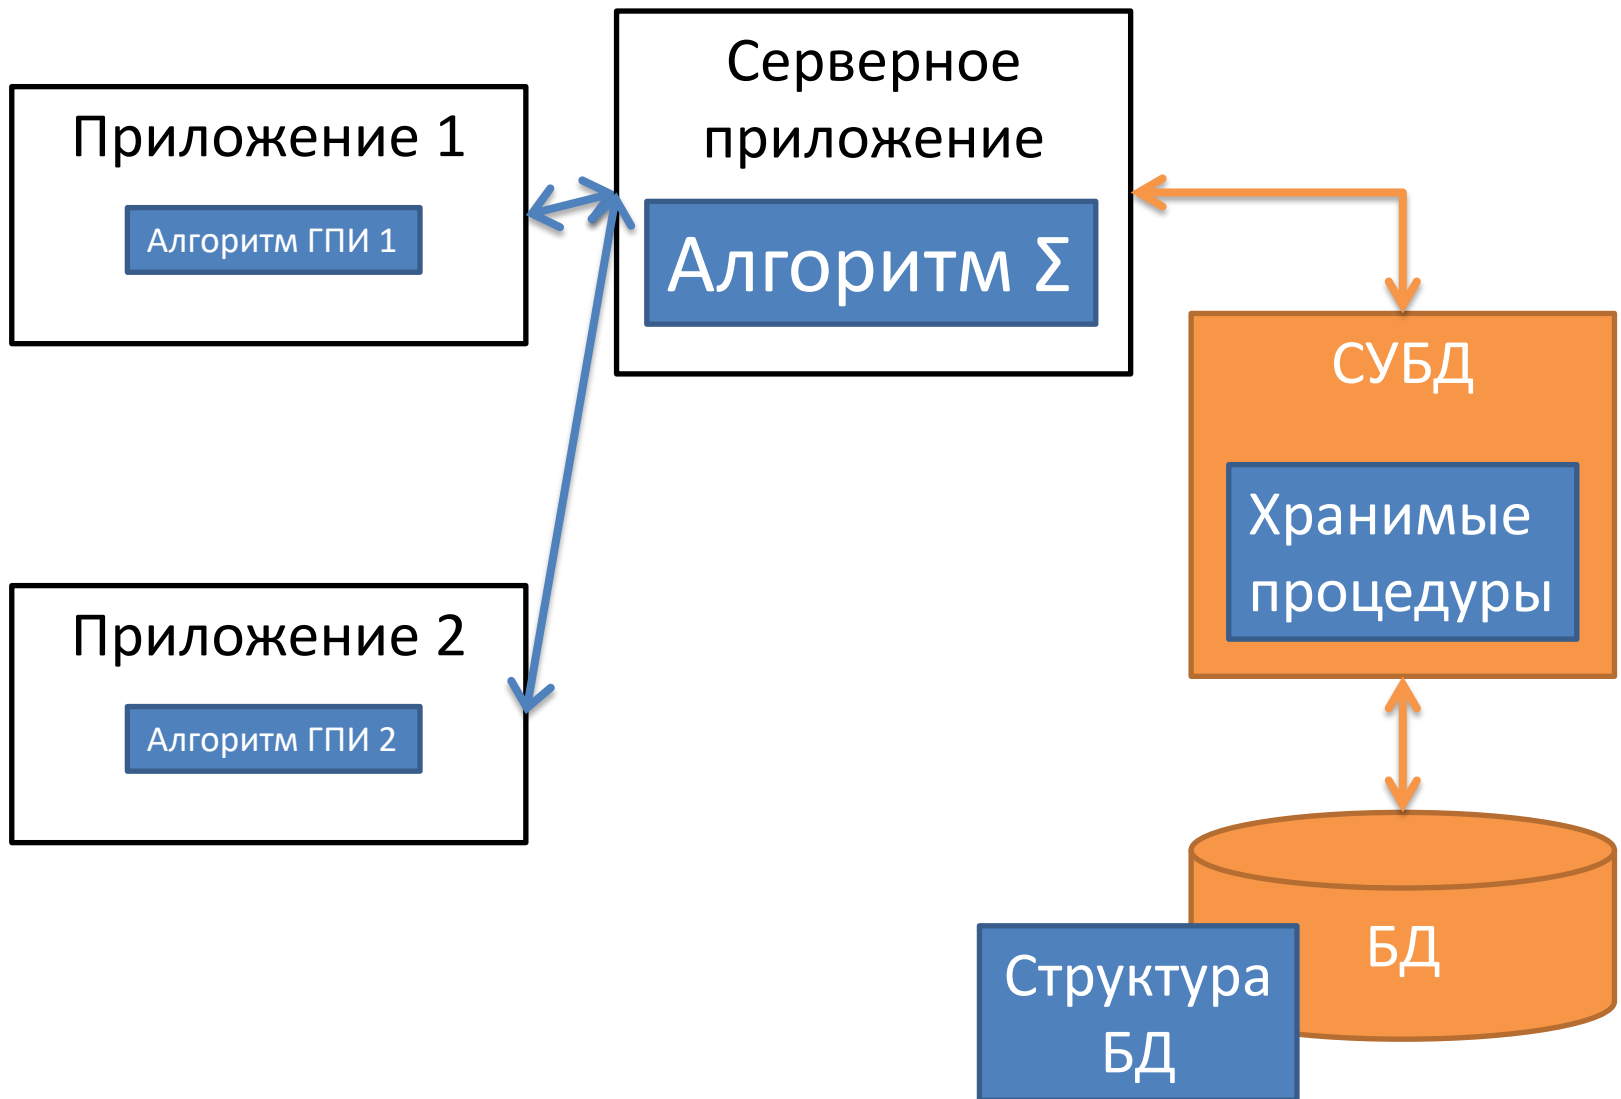 Приложение 1
Алгоритм ГПИ 1
Серверное
приложение
Алгоритм Σ
СУБД
Хранимые
процедуры
Приложение 2
Алгоритм ГПИ 2
БД
Структура
БД